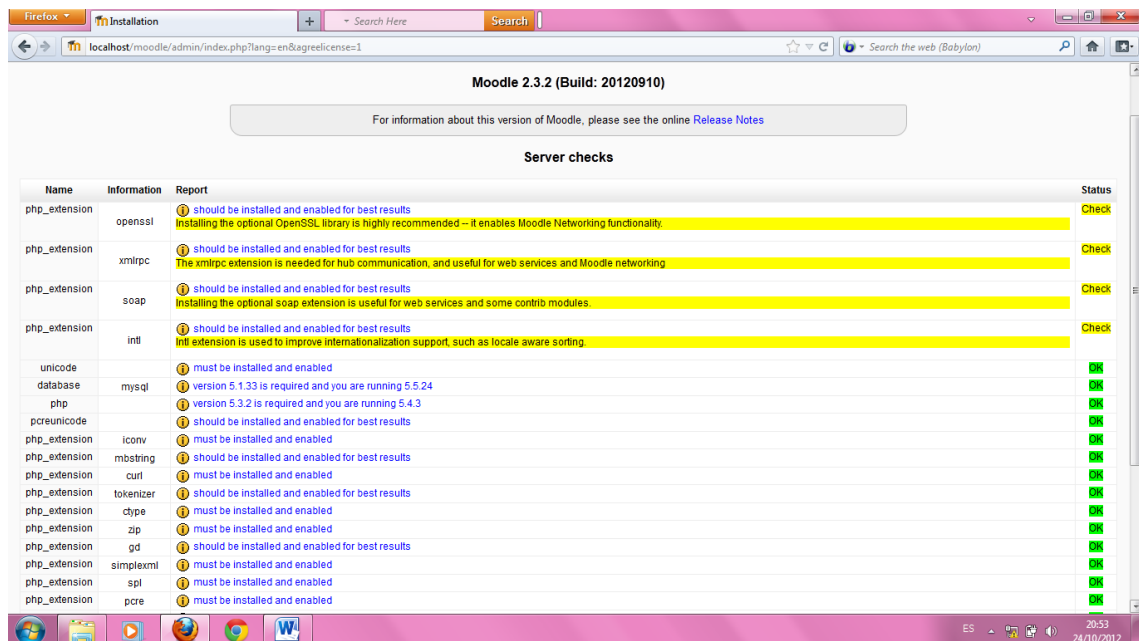 Firefox
Installation
Search Here
Search
localhost/moodle/admin/index.php?lang=en&agreelicense=1
Search the web (Babylon)
Moodle 2.3.2 (Build: 20120910)
For information about this version of Moodle, please see the online Release Notes
Server checks
Name Information Report Status
php_extension openssl should be installed and enabled for best results Check
Installing the optional OpenSSL library is highly recommended -- it enables Moodle Networking functionality.
php_extension xmlrpc should be installed and enabled for best results Check
The xmlrpc extension is needed for hub communication, and useful for web services and Moodle networking
php_extension soap should be installed and enabled for best results Check
Installing the optional soap extension is useful for web services and some contrib modules.
php_extension intl should be installed and enabled for best results Check
Intl extension is used to improve internationalization support, such as locale aware sorting.
unicode must be installed and enabled OK
database mysql version 5.1.33 is required and you are running 5.5.24 OK
php version 5.3.2 is required and you are running 5.4.3 OK
pcreunicode should be installed and enabled for best results OK
php_extension iconv must be installed and enabled OK
php_extension mbstring should be installed and enabled for best results OK
php_extension curl must be installed and enabled OK
php_extension tokenizer should be installed and enabled for best results OK
php_extension ctype must be installed and enabled OK
php_extension zip must be installed and enabled OK
php_extension gd should be installed and enabled for best results OK
php_extension simplexml must be installed and enabled OK
php_extension spl must be installed and enabled OK
php_extension pcre must be installed and enabled OK
ES
20:53
24/10/2012